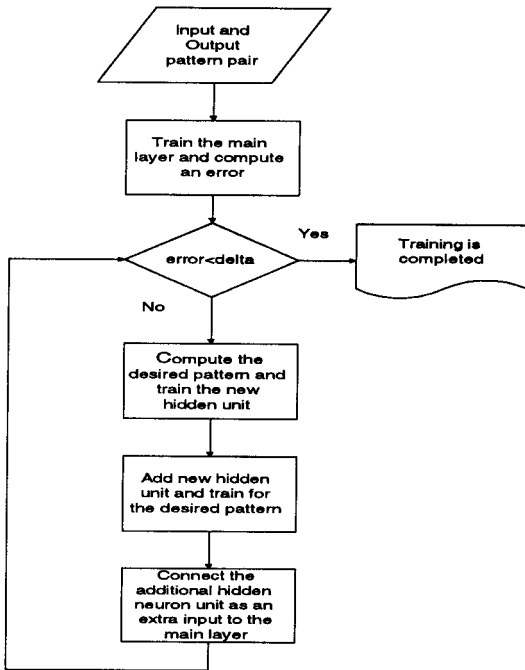 Input and
Output
pattern pair
Train the main
layer and compute
an error
error<delta
Yes
Training is
completed
No
Compute the
desired pattern and
train the new
hidden unit
Add new hidden
unit and train for
the desired pattern
Connect the
additional hidden
neuron unit as an
extra input to the
main layer